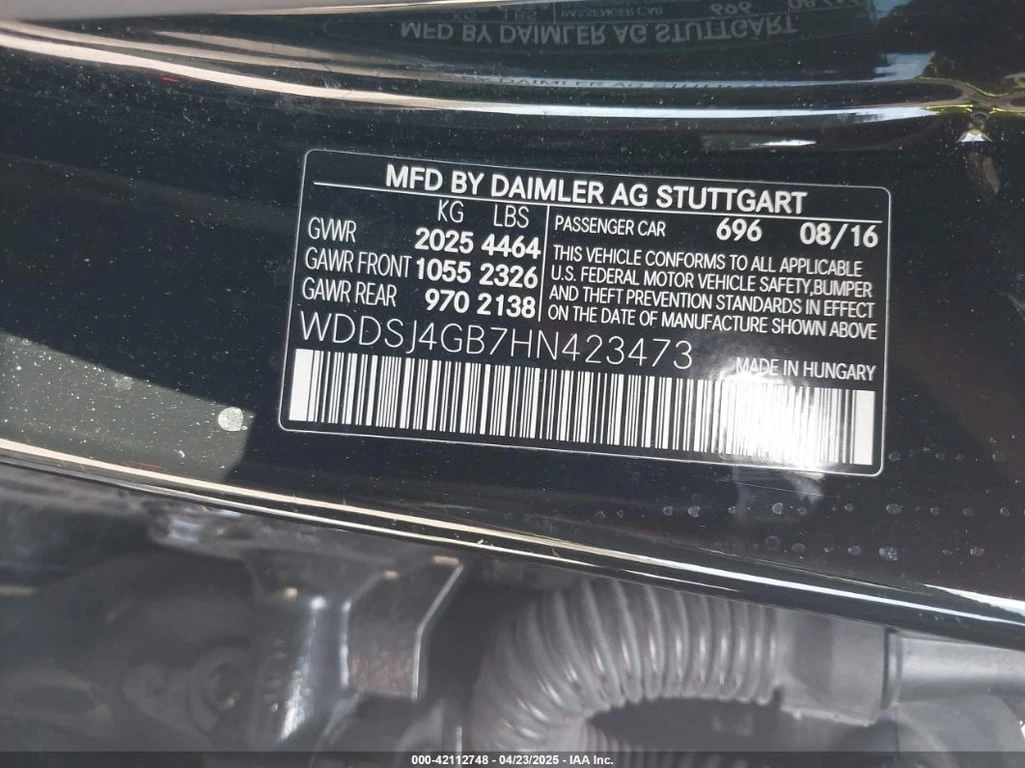 MFD BY DAIMLER AG STUTTGART
KG LBS
GVWR 2025 4464
GAWR FRONT 1055 2326
GAWR REAR 970 2138
PASSENGER CAR 696 08/16
THIS VEHICLE CONFORMS TO ALL APPLICABLE
U.S. FEDERAL MOTOR VEHICLE SAFETY,BUMPER
AND THEFT PREVENTION STANDARDS IN EFFECT
ON THE DATE OF MANUFACTURE SHOWN ABOVE
WDDSJ4GB7HN423473
MADE IN HUNGARY
000-42112748 - 04/23/2025 - IAA Inc.